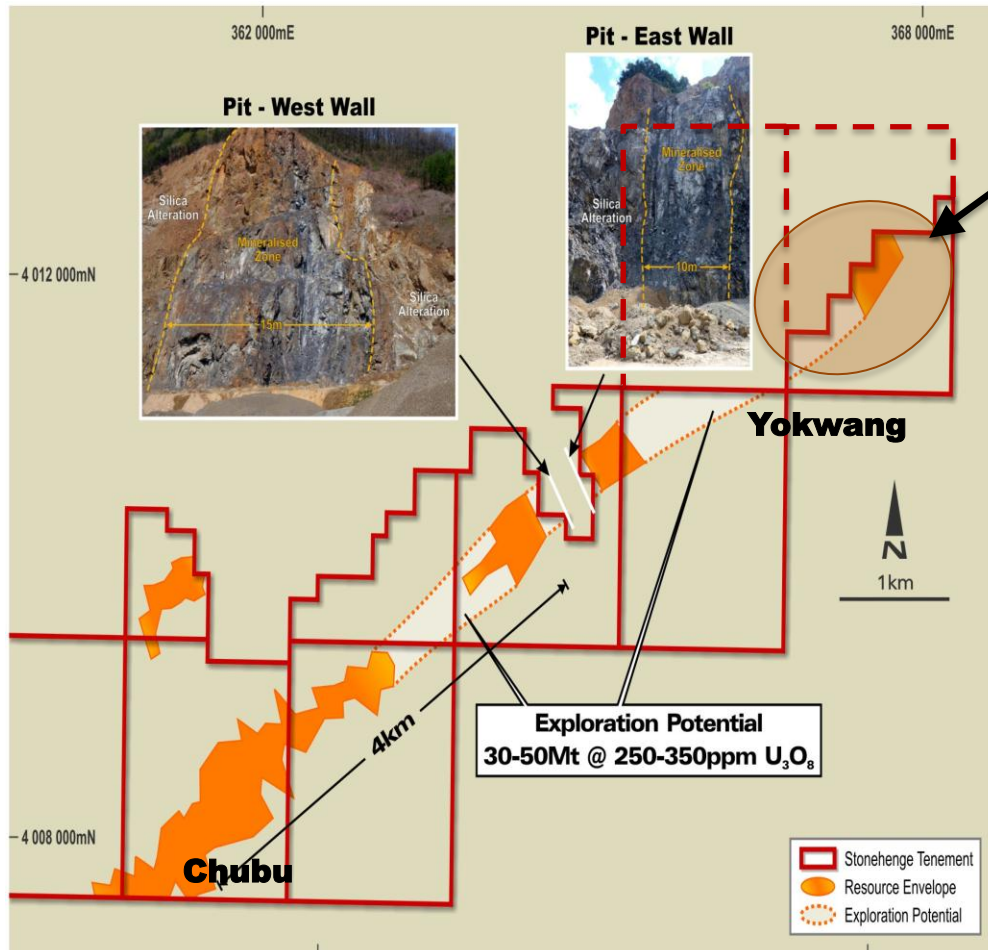 362 000mE
368 000mE
Pit - East Wall
Pit - West Wall
Mineralised
Zone
Silica
Alteration
10m
Silica
Alteration
Mineralised
Zone
Silica
Alteration
15m
4 012 000mN
Yokwang
N
1km
4km
Exploration Potential
30-50Mt @ 250-350ppm U₃O₈
4 008 000mN
Chubu
Stonehenge Tenement
Resource Envelope
Exploration Potential